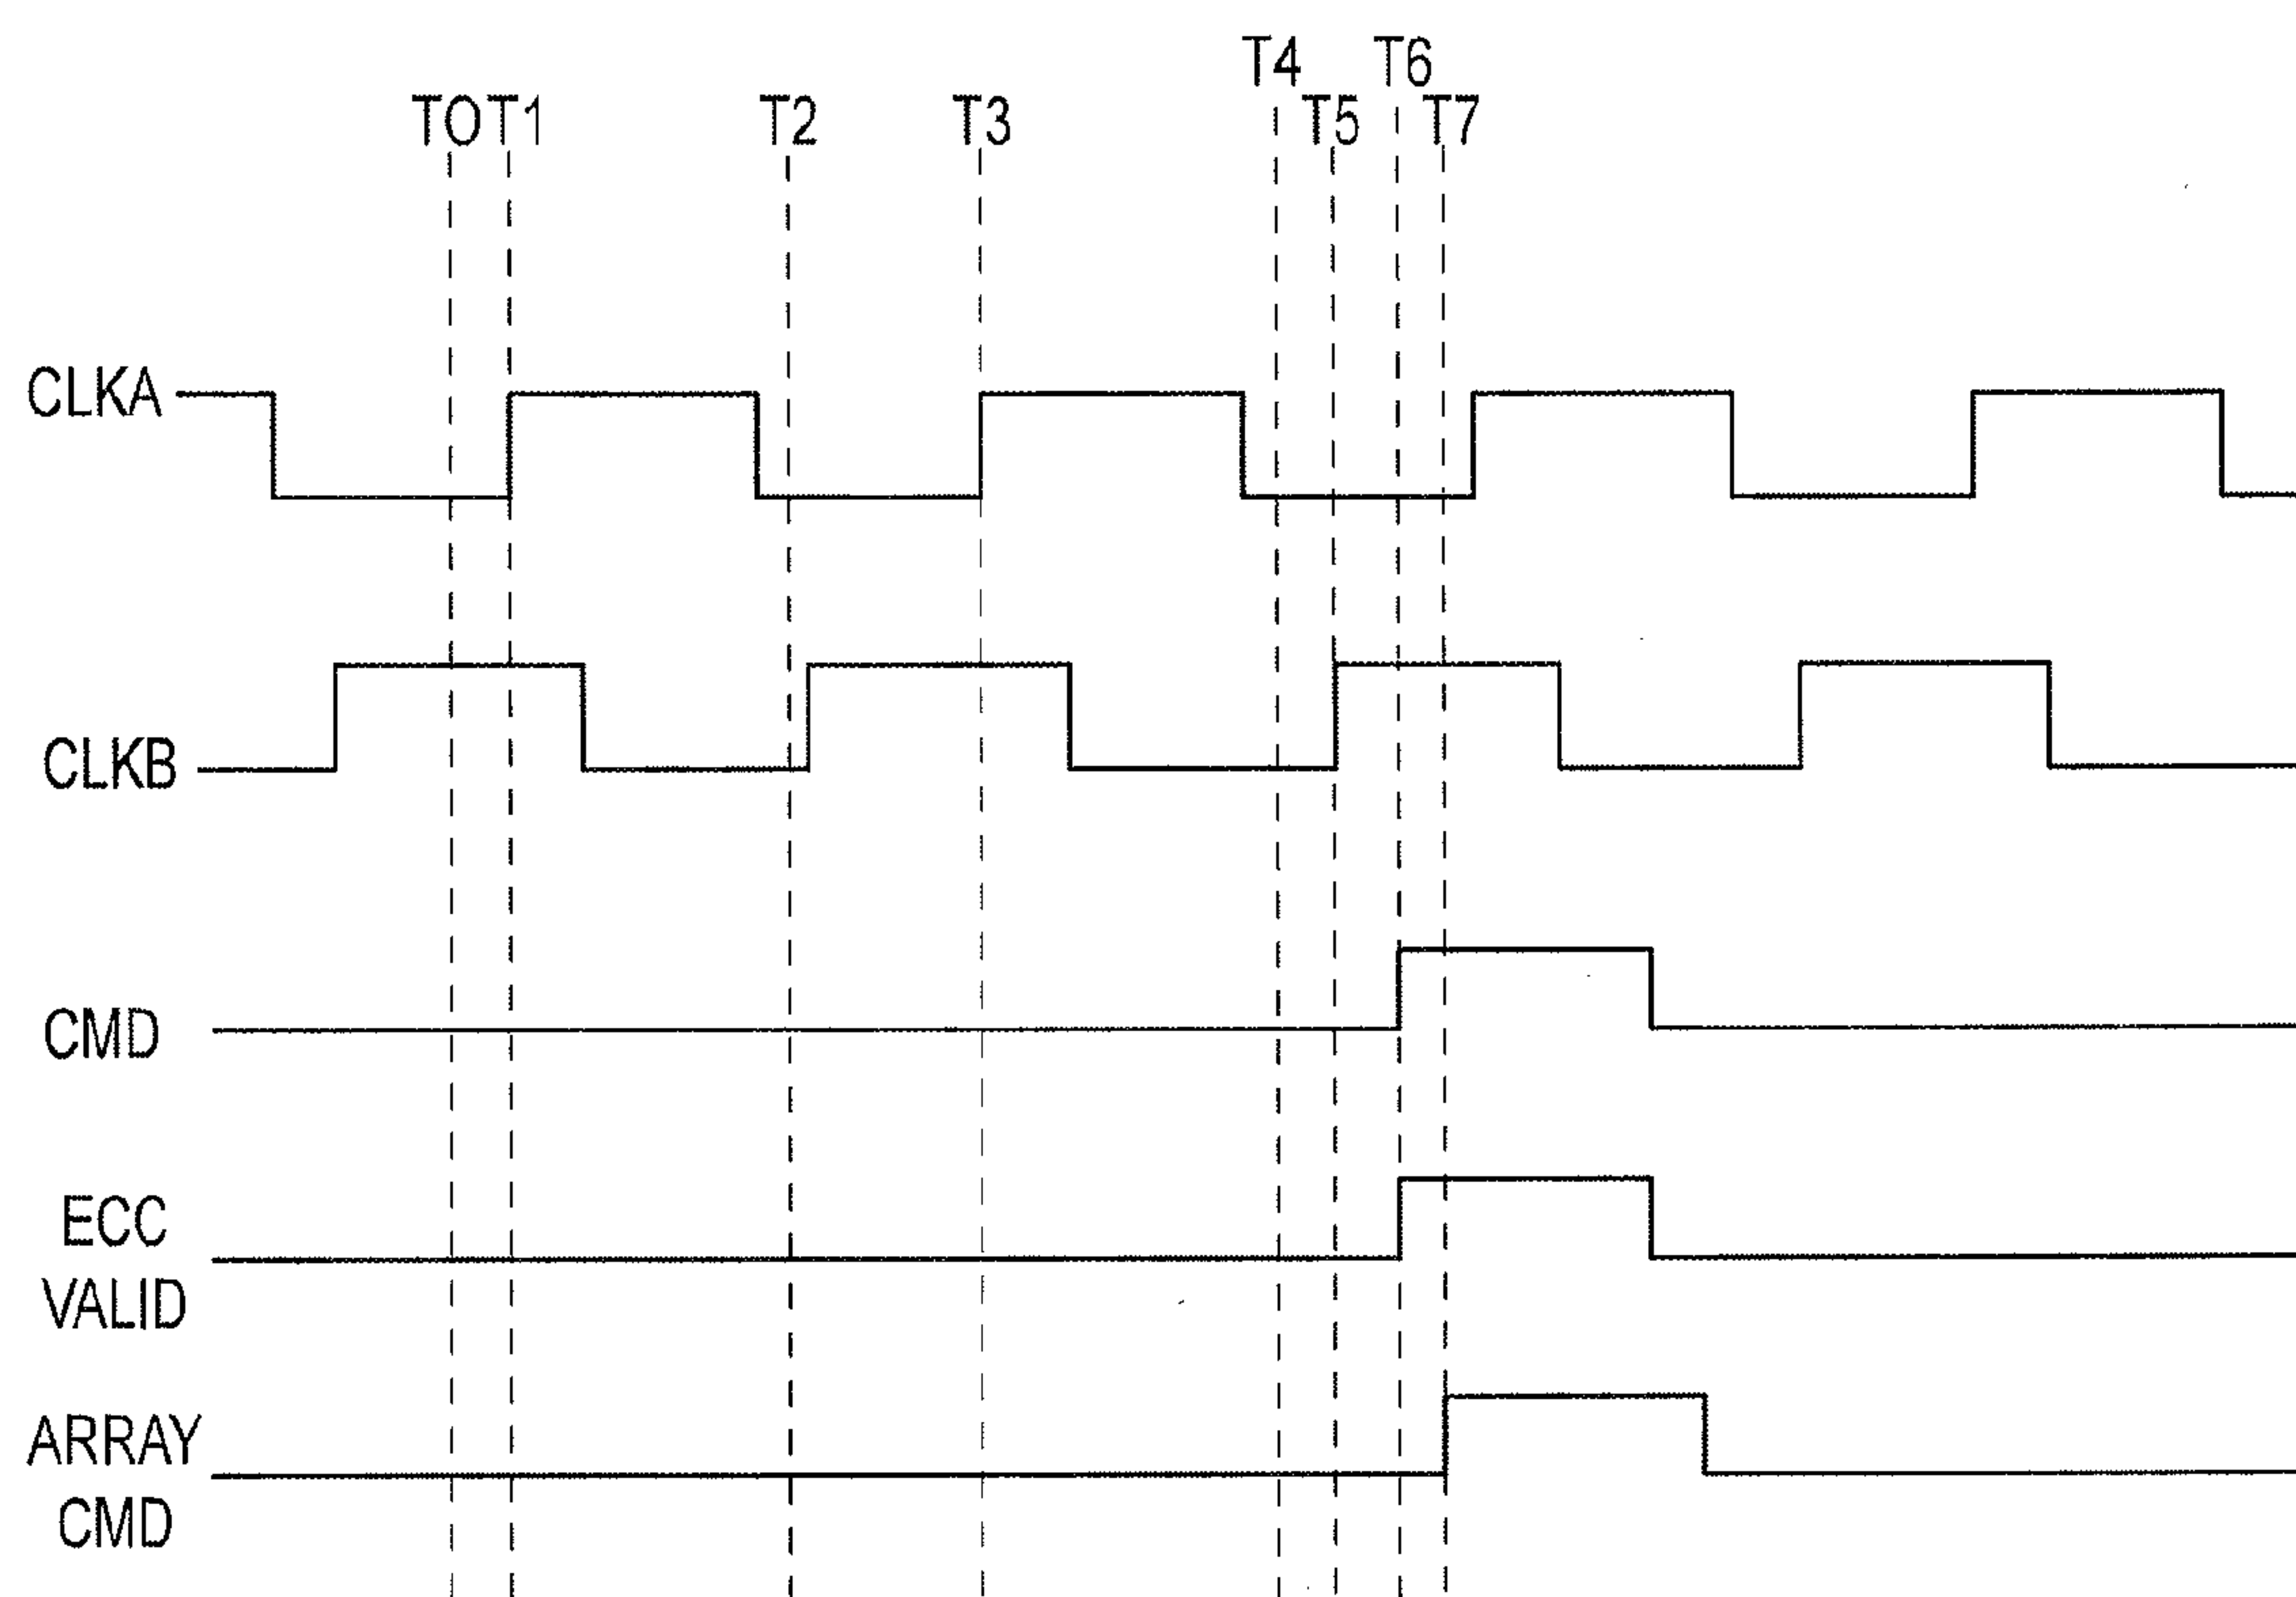 T4 T6
T0 T1 T2 T3 T5 T7
CLKA
CLKB
CMD
ECC
VALID
ARRAY
CMD